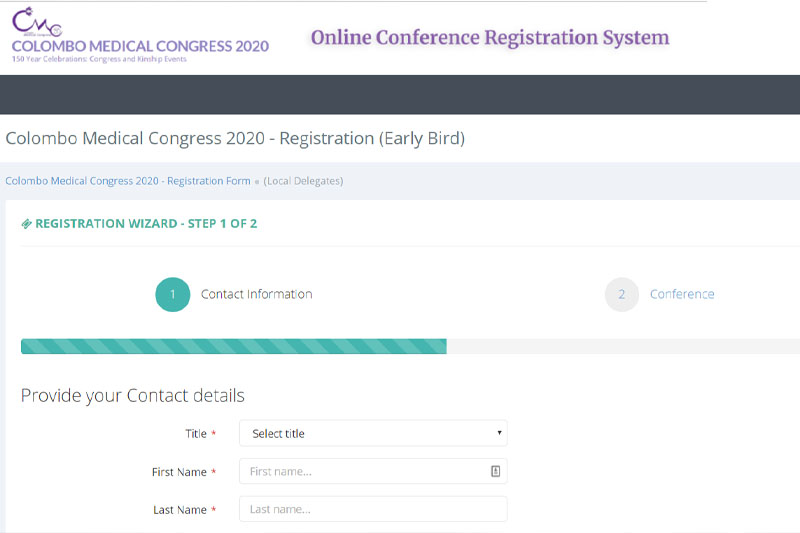 CMC
COLOMBO MEDICAL CONGRESS 2020
150 Year Celebrations: Congress and Kinship Events
Online Conference Registration System
Colombo Medical Congress 2020 - Registration (Early Bird)
Colombo Medical Congress 2020 - Registration Form (Local Delegates)
REGISTRATION WIZARD - STEP 1 OF 2
1 Contact Information
2 Conference
Provide your Contact details
Title * Select title
First Name * First name...
Last Name * Last name...